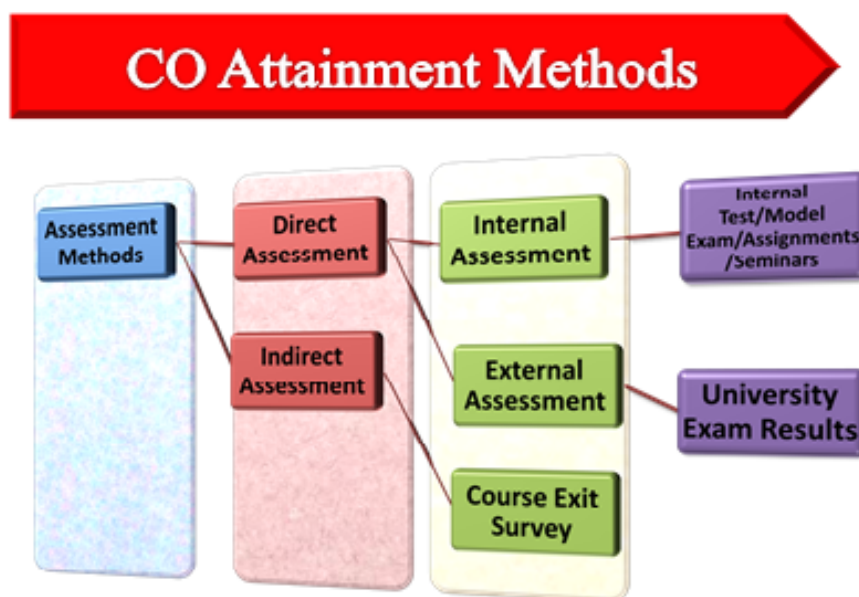 CO Attainment Methods
Assessment
Methods
Direct
Assessment
Indirect
Assessment
Internal
Assessment
External
Assessment
Course Exit
Survey
Internal
Test/Model
Exam/Assignments
/Seminars
University
Exam Results